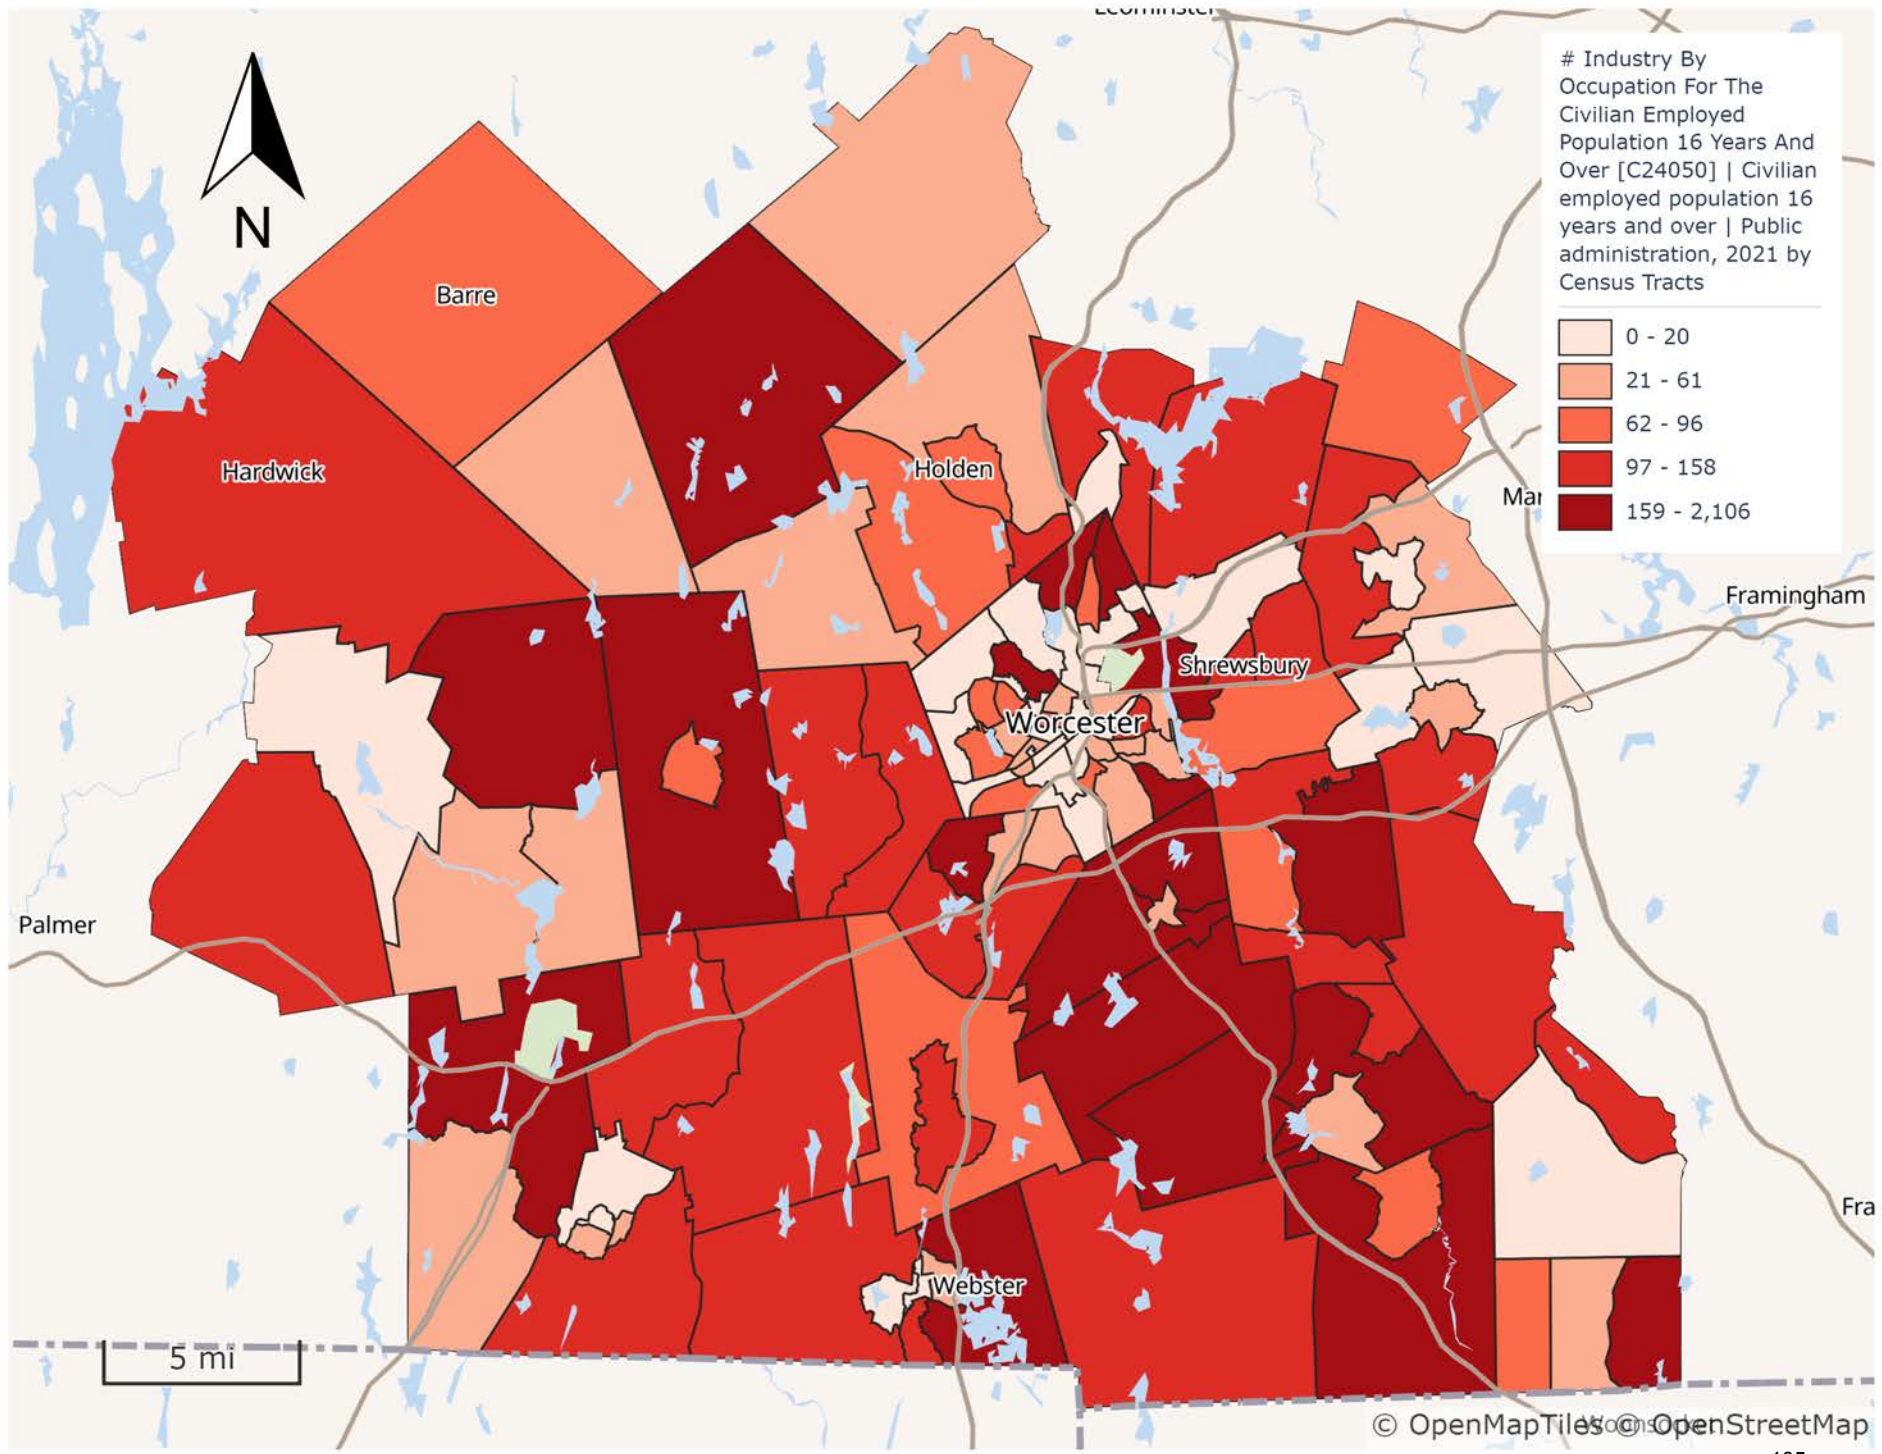 Leominster
# Industry By
Occupation For The
Civilian Employed
Population 16 Years And
Over [C24050] | Civilian
employed population 16
years and over | Public
administration, 2021 by
Census Tracts
0 - 20
21 - 61
62 - 96
97 - 158
159 - 2,106
N
Barre
Hardwick
Holden
Mar
Framingham
Shrewsbury
Worcester
Palmer
Fra
Webster
5 mi
© OpenMapTiles © OpenStreetMap